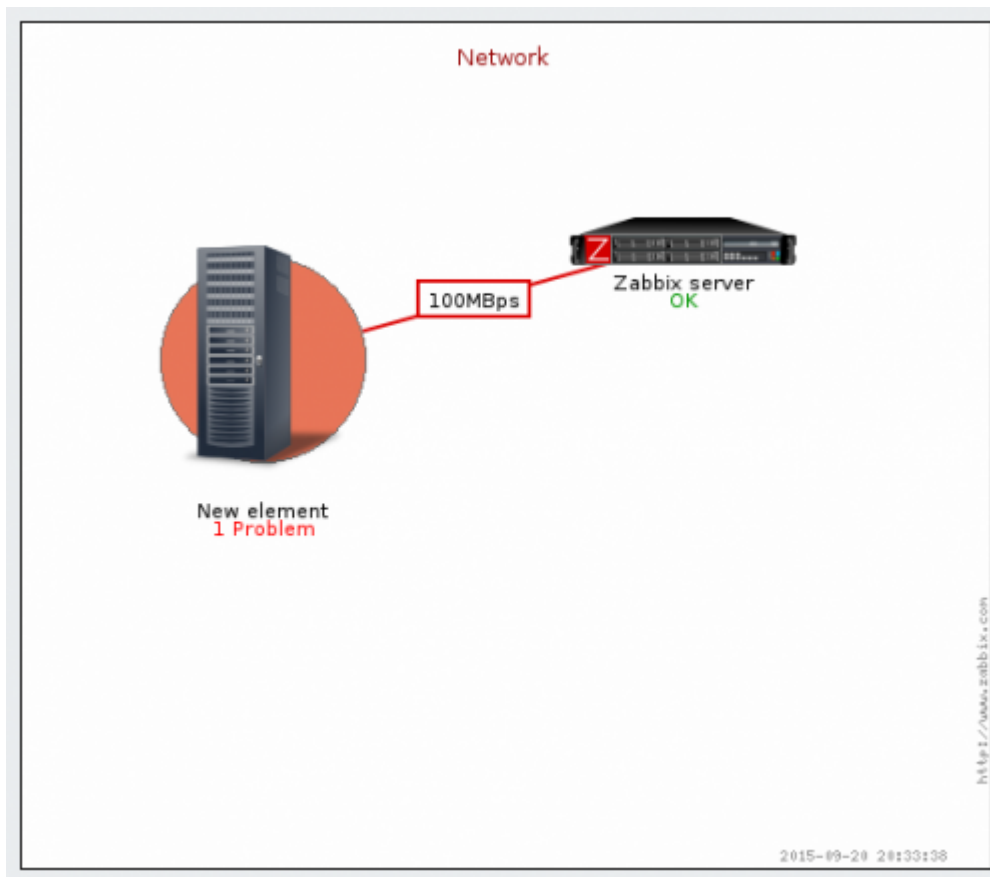 Network
Z
Zabbix server
OK
100MBps
New element
1 Problem
http://www.zabbix.com
2015-09-20 20:33:38